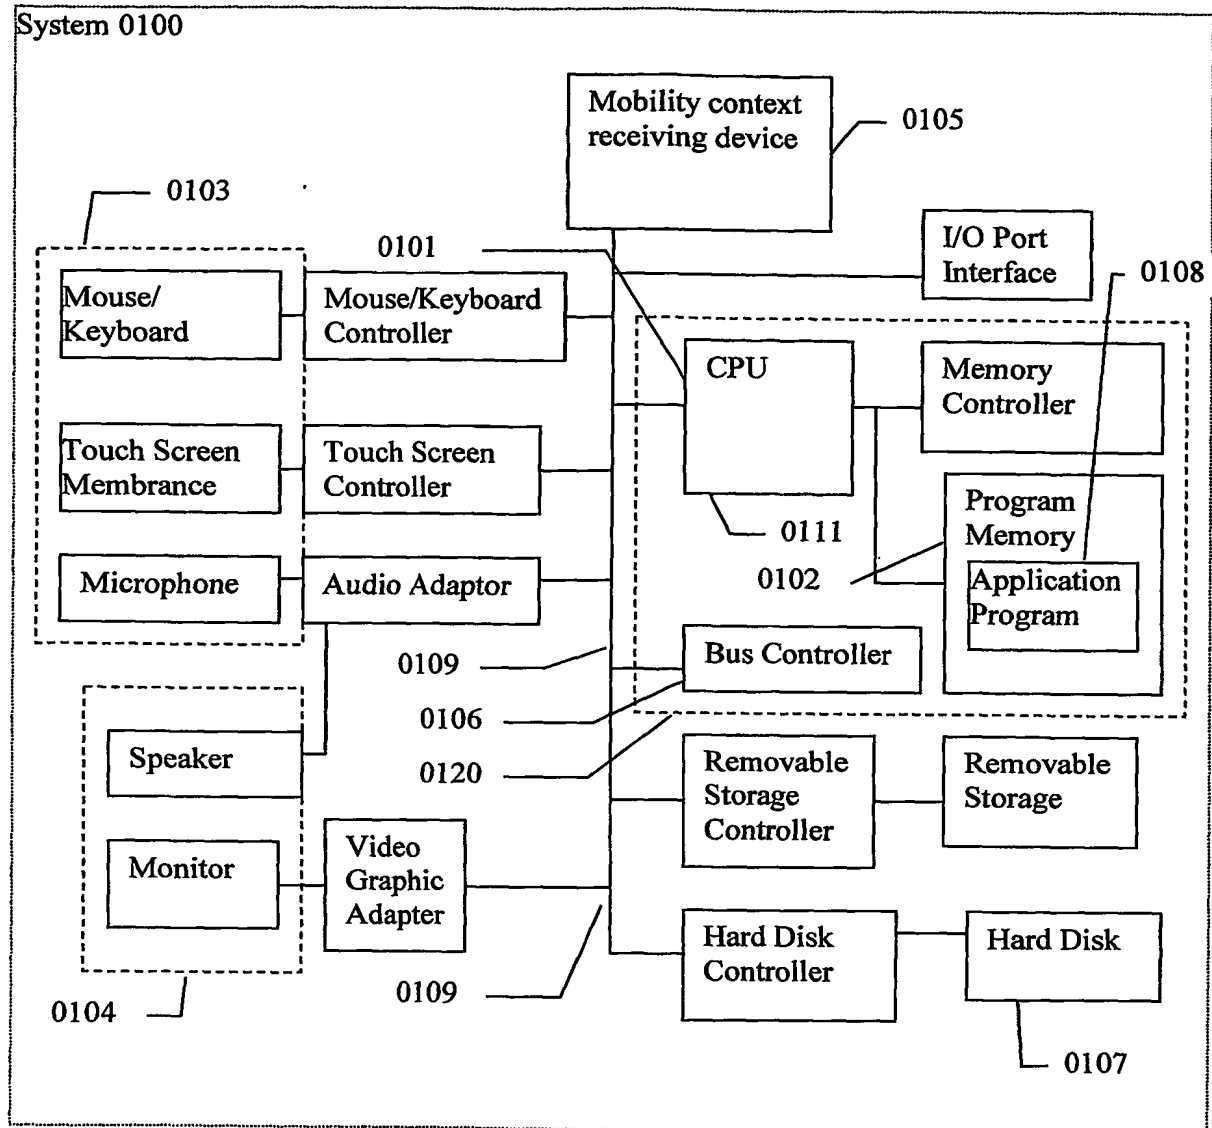 System 0100
Mobility context
receiving device
0105
0103
0101
I/O Port
Interface
0108
Mouse/
Keyboard
Mouse/Keyboard
Controller
CPU
Memory
Controller
Touch Screen
Membrance
Touch Screen
Controller
0111
Program
Memory
0102
Application
Program
Microphone
Audio Adaptor
0109
Bus Controller
0106
Speaker
0120
Removable
Storage
Controller
Removable
Storage
Monitor
Video
Graphic
Adapter
Hard Disk
Controller
Hard Disk
0109
0104
0107